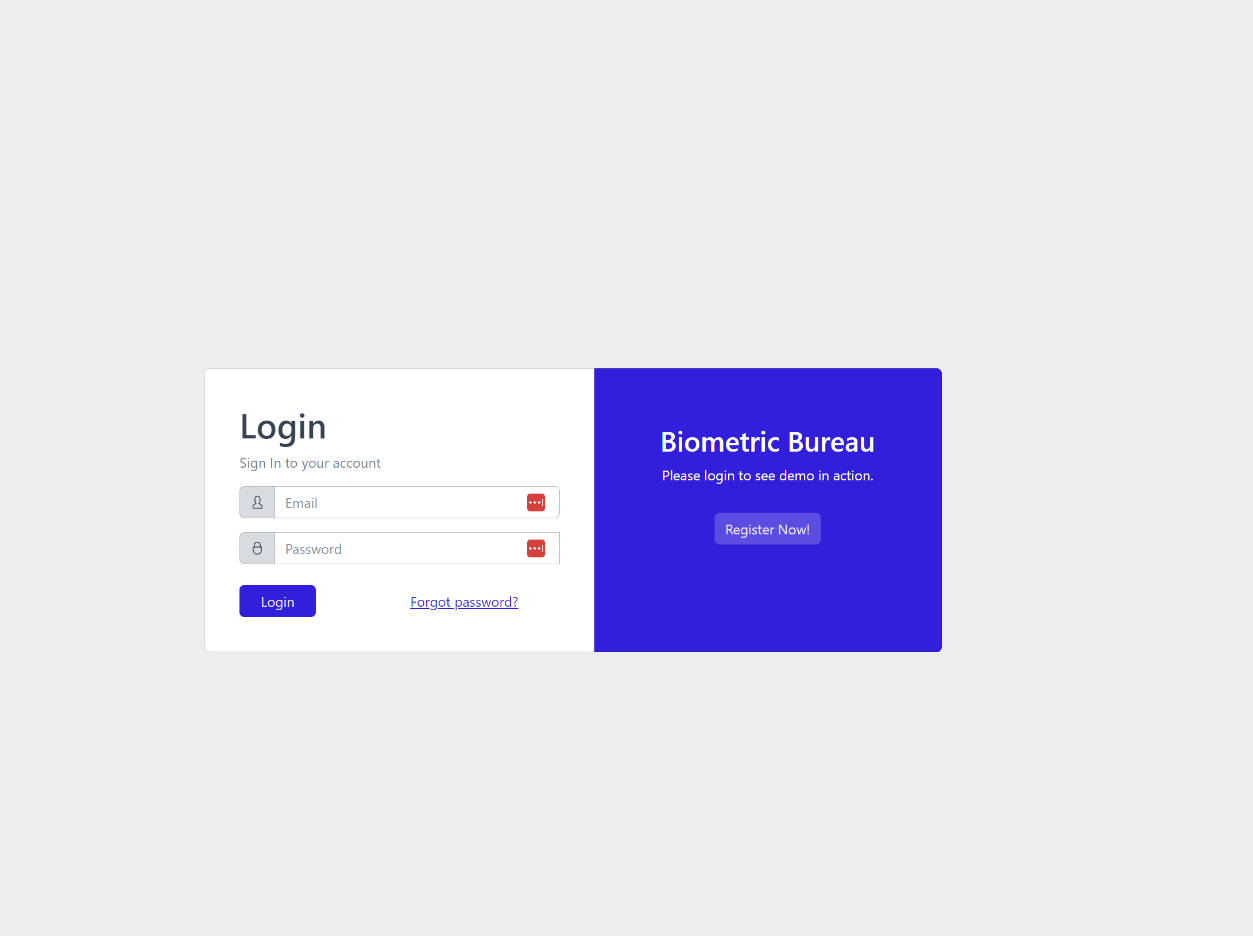 Login
Sign In to your account
Email
Password
Login
Forgot password?
Biometric Bureau
Please login to see demo in action.
Register Now!